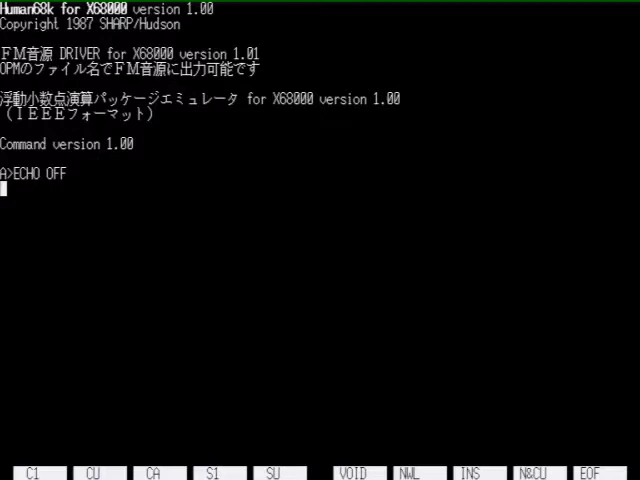 Human68k for X68000 version 1.00
Copyright 1987 SHARP/Hudson
ＦＭ音源 DRIVER for X68000 version 1.01
OPMのファイル名でＦＭ音源に出力可能です
浮動小数点演算パッケージエミュレータ for X68000 version 1.00
（ＩＥＥＥフォーマット）
Command version 1.00
A>ECHO OFF
C1 CU CA S1 SU VOID NWL INS N&CU EOF